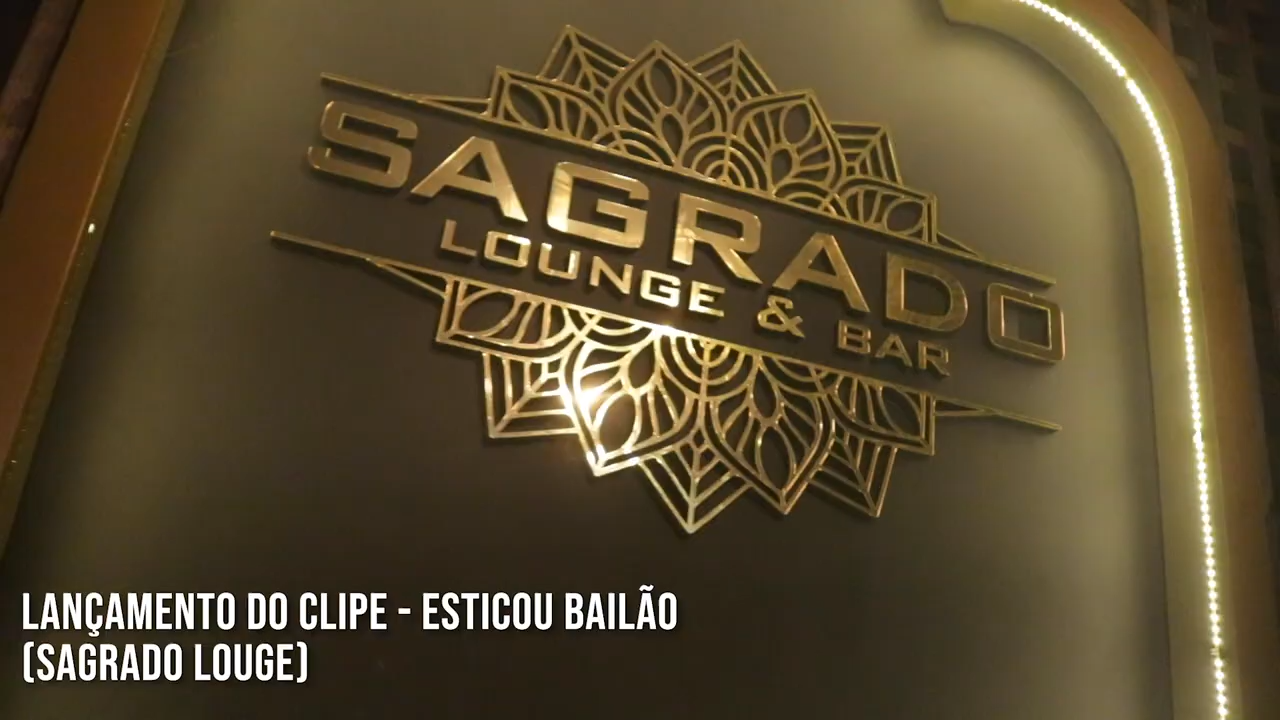 SAGRADO
LOUNGE & BAR
LANÇAMENTO DO CLIPE - ESTICOU BAILÃO
(SAGRADO LOUGE)